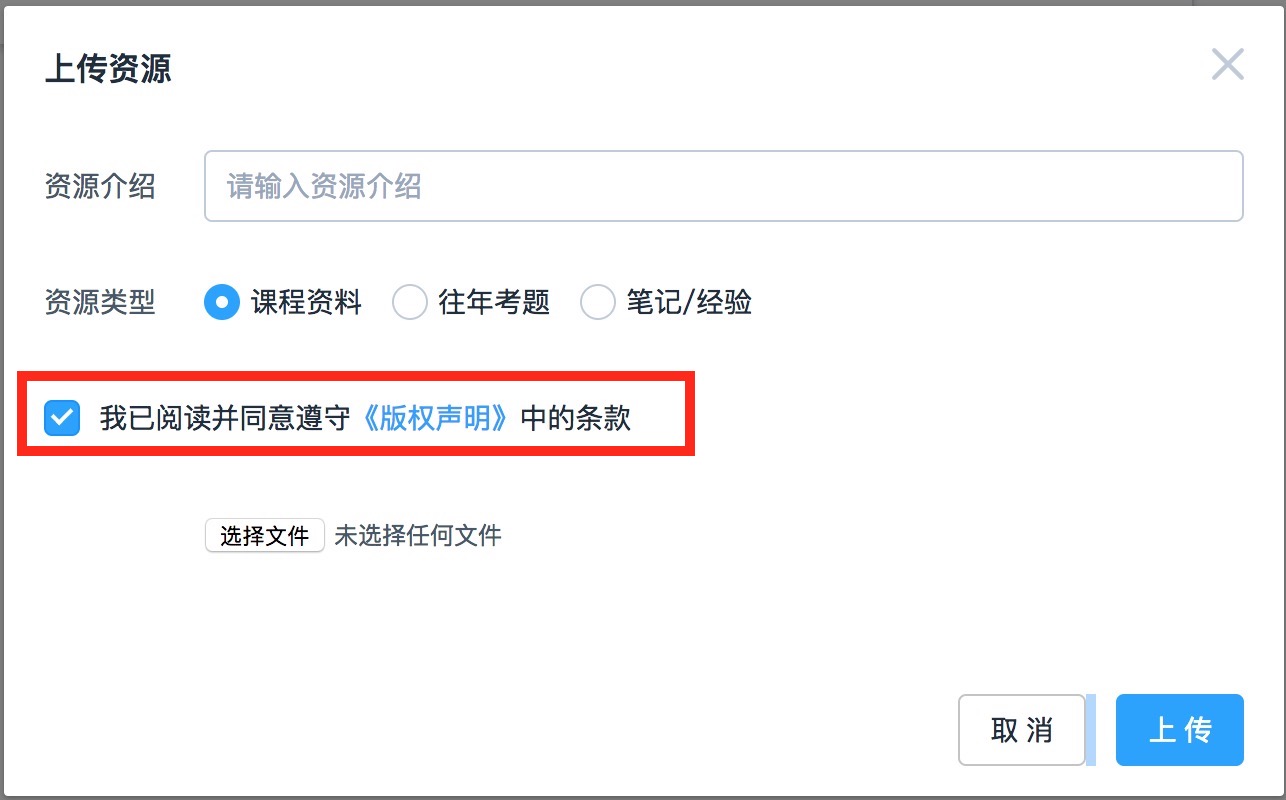 上传资源
资源介绍 请输入资源介绍
资源类型 课程资料 往年考题 笔记/经验
我已阅读并同意遵守《版权声明》中的条款
选择文件 未选择任何文件
取消 上传